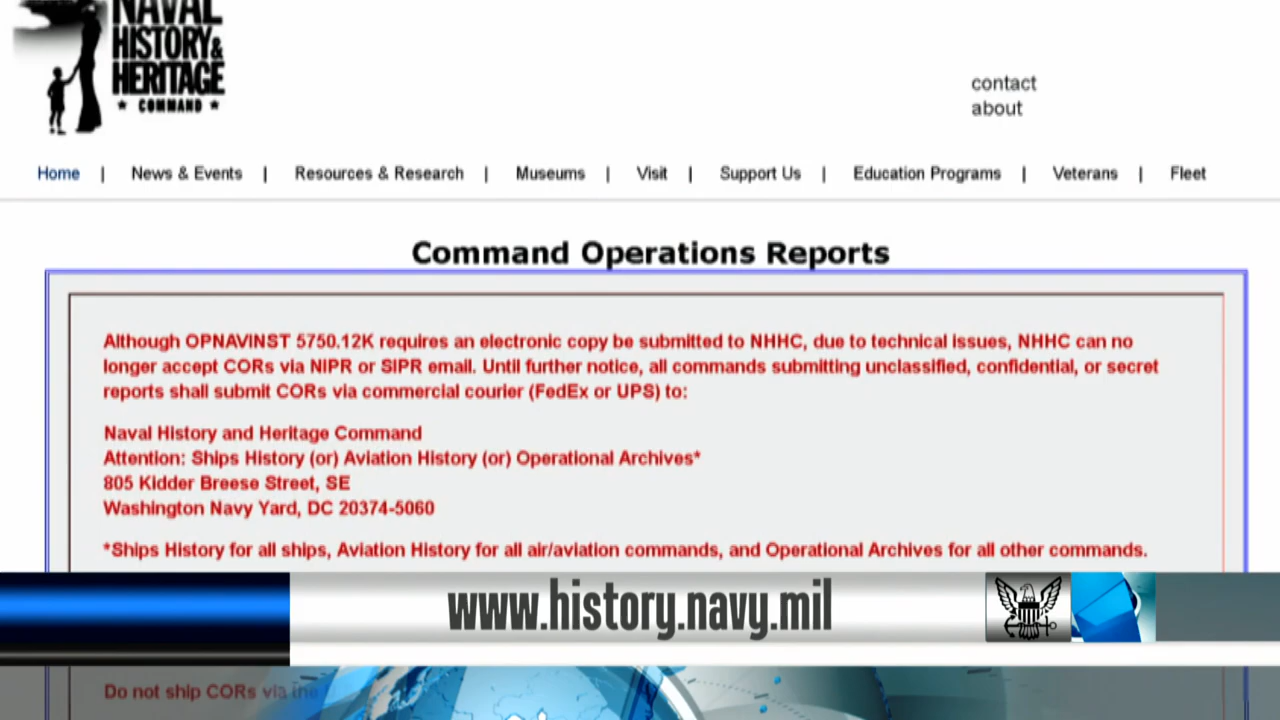 NAVAL
HISTORY &
HERITAGE
COMMAND
contact
about
Home | News & Events | Resources & Research | Museums | Visit | Support Us | Education Programs | Veterans | Fleet
Command Operations Reports
Although OPNAVINST 5750.12K requires an electronic copy be submitted to NHHC, due to technical issues, NHHC can no
longer accept CORs via NIPR or SIPR email. Until further notice, all commands submitting unclassified, confidential, or secret
reports shall submit CORs via commercial courier (FedEx or UPS) to:
Naval History and Heritage Command
Attention: Ships History (or) Aviation History (or) Operational Archives*
805 Kidder Breese Street, SE
Washington Navy Yard, DC 20374-5060
*Ships History for all ships, Aviation History for all air/aviation commands, and Operational Archives for all other commands.
www.history.navy.mil
Do not ship CORs via the